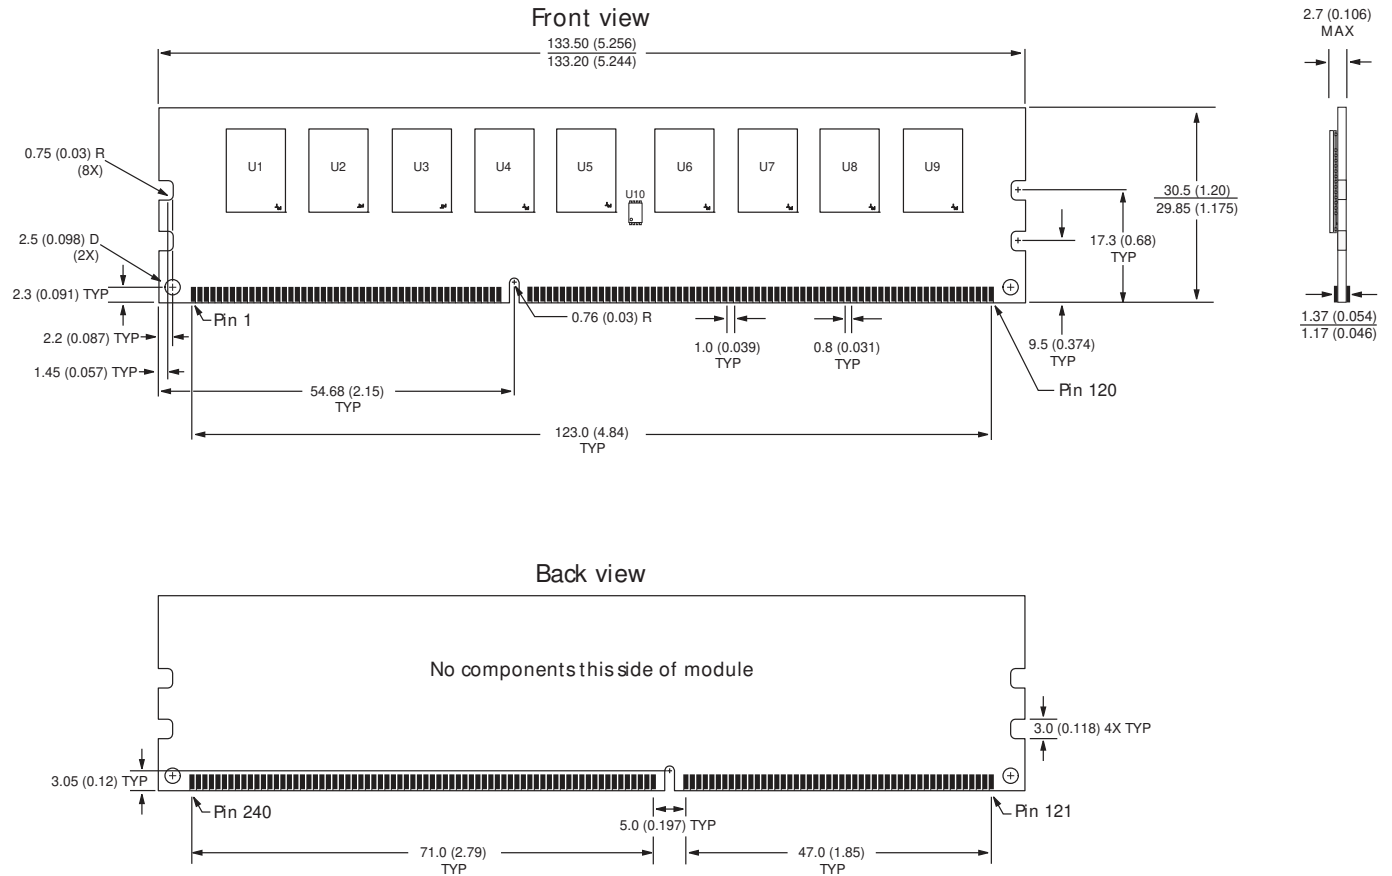 Front view
133.50 (5.256)
133.20 (5.244)
2.7 (0.106)
MAX
0.75 (0.03) R
(8X)
U1
U2
U3
U4
U5
U6
U7
U8
U9
U10
30.5 (1.20)
29.85 (1.175)
2.5 (0.098) D
(2X)
17.3 (0.68)
TYP
2.3 (0.091) TYP
Pin 1
0.76 (0.03) R
2.2 (0.087) TYP
1.0 (0.039)
TYP
0.8 (0.031)
TYP
9.5 (0.374)
TYP
1.37 (0.054)
1.17 (0.046)
1.45 (0.057) TYP
54.68 (2.15)
TYP
Pin 120
123.0 (4.84)
TYP
Back view
No components this side of module
3.0 (0.118) 4X TYP
3.05 (0.12) TYP
Pin 240
Pin 121
5.0 (0.197) TYP
71.0 (2.79)
TYP
47.0 (1.85)
TYP